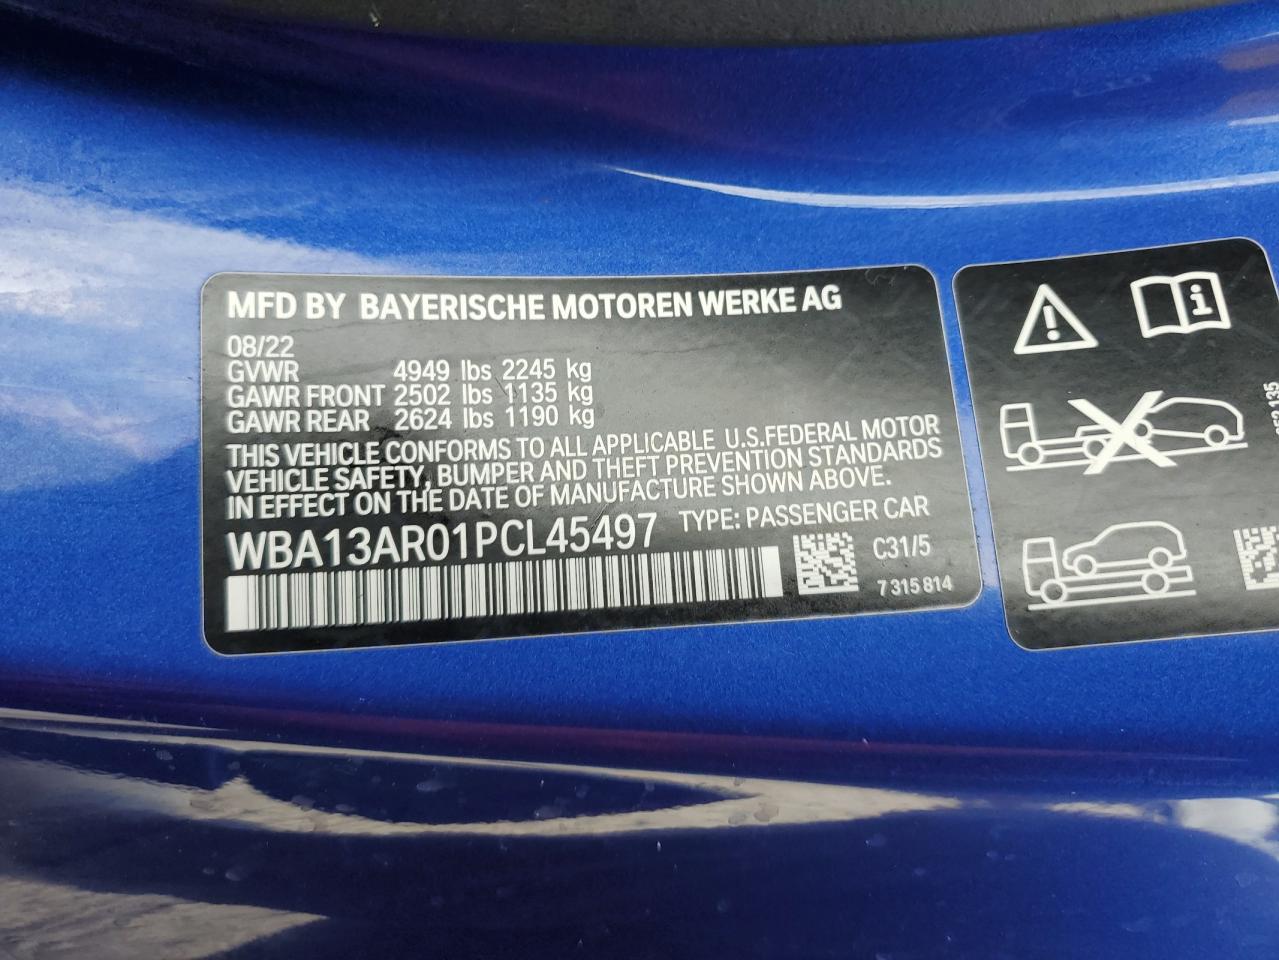 MFD BY BAYERISCHE MOTOREN WERKE AG
08/22
GVWR 4949 lbs 2245 kg
GAWR FRONT 2502 lbs 1135 kg
GAWR REAR 2624 lbs 1190 kg
THIS VEHICLE CONFORMS TO ALL APPLICABLE U.S.FEDERAL MOTOR
VEHICLE SAFETY, BUMPER AND THEFT PREVENTION STANDARDS
IN EFFECT ON THE DATE OF MANUFACTURE SHOWN ABOVE.
WBA13AR01PCL45497 TYPE: PASSENGER CAR
C31/5
7 315 814